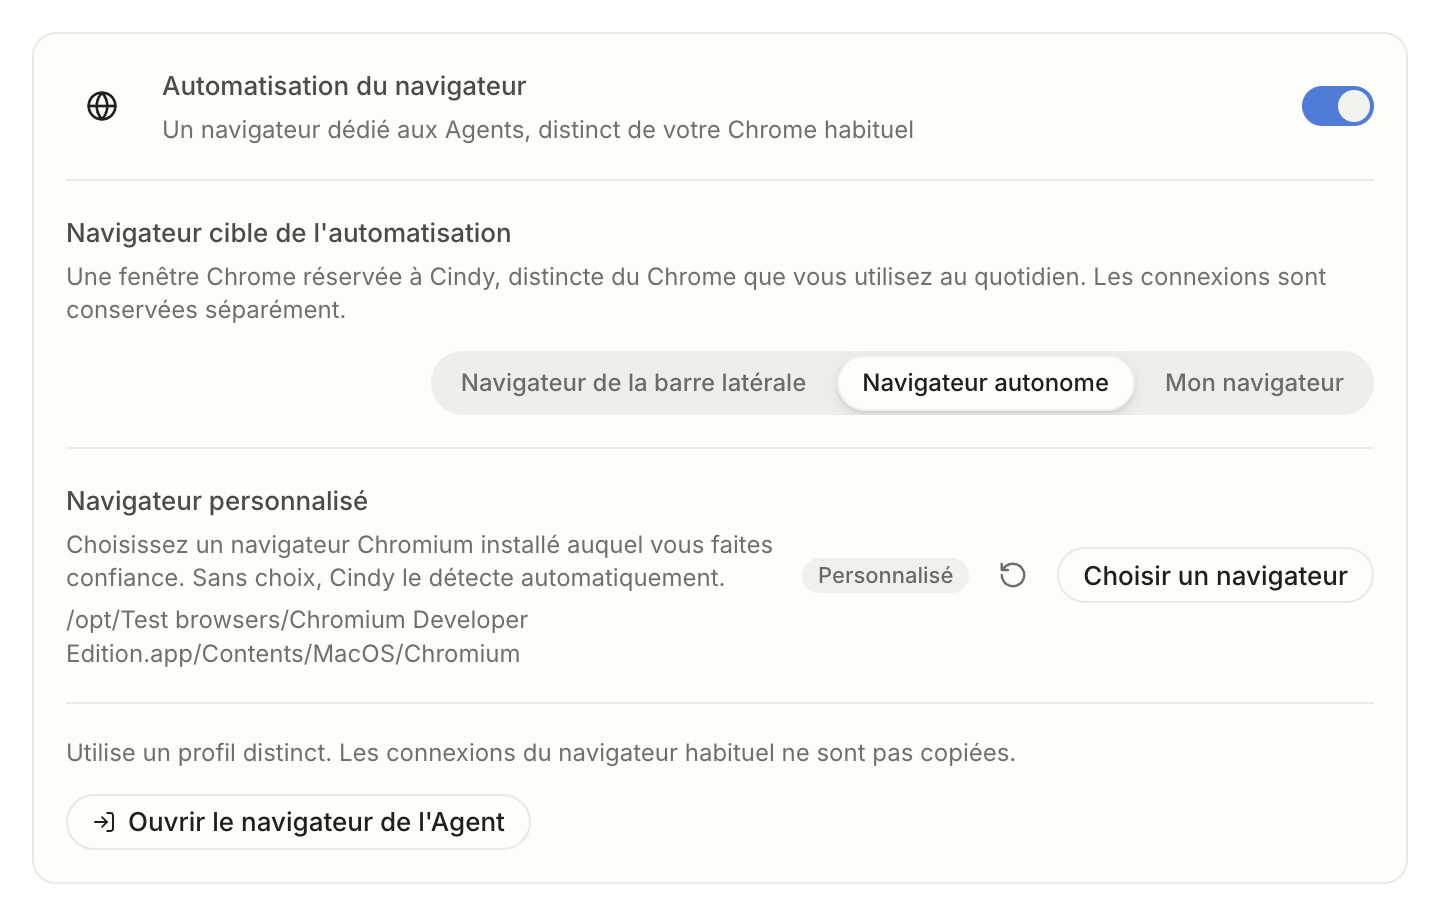 Automatisation du navigateur
Un navigateur dédié aux Agents, distinct de votre Chrome habituel
Navigateur cible de l'automatisation
Une fenêtre Chrome réservée à Cindy, distincte du Chrome que vous utilisez au quotidien. Les connexions sont
conservées séparément.
Navigateur de la barre latérale
Navigateur autonome
Mon navigateur
Navigateur personnalisé
Choisissez un navigateur Chromium installé auquel vous faites
confiance. Sans choix, Cindy le détecte automatiquement.
/opt/Test browsers/Chromium Developer
Edition.app/Contents/MacOS/Chromium
Personnalisé
Choisir un navigateur
Utilise un profil distinct. Les connexions du navigateur habituel ne sont pas copiées.
Ouvrir le navigateur de l'Agent